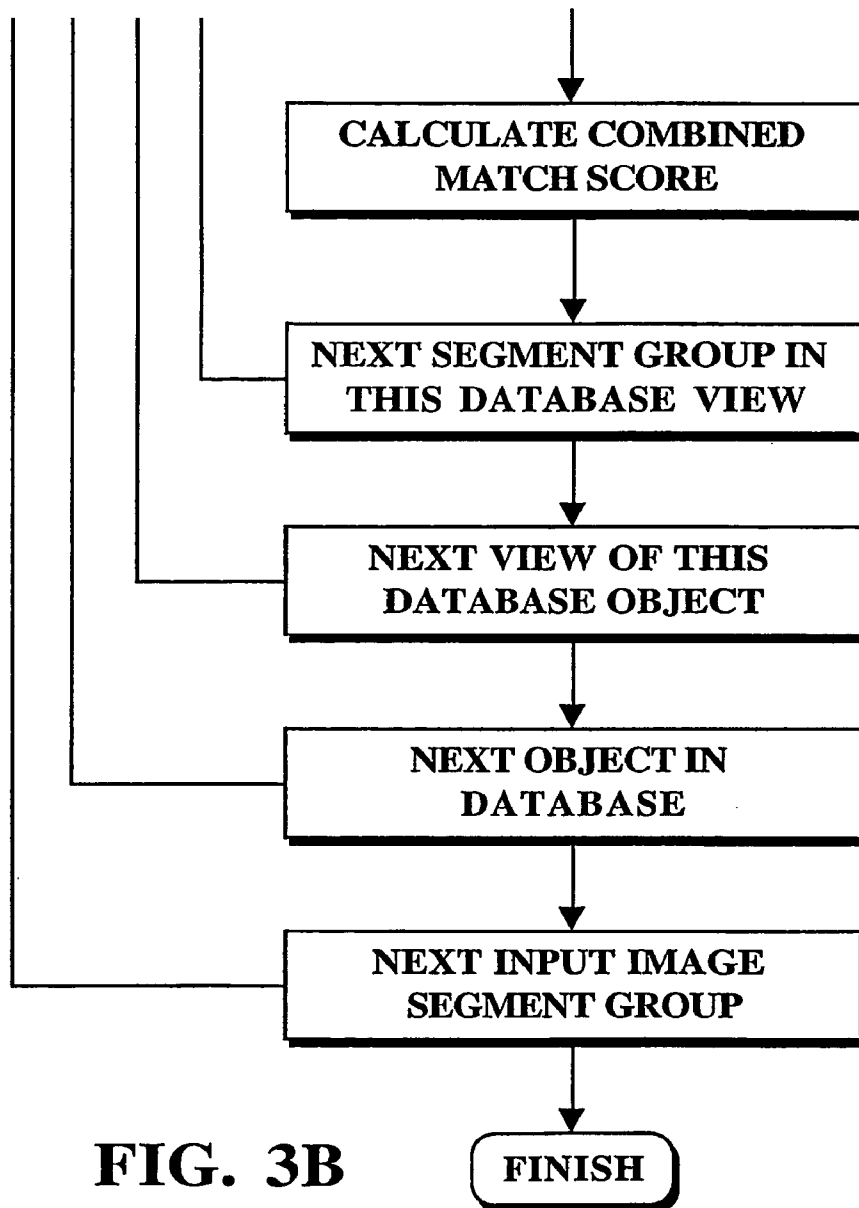 CALCULATE COMBINED
MATCH SCORE
NEXT SEGMENT GROUP IN
THIS DATABASE VIEW
NEXT VIEW OF THIS
DATABASE OBJECT
NEXT OBJECT IN
DATABASE
NEXT INPUT IMAGE
SEGMENT GROUP
FINISH
FIG. 3B